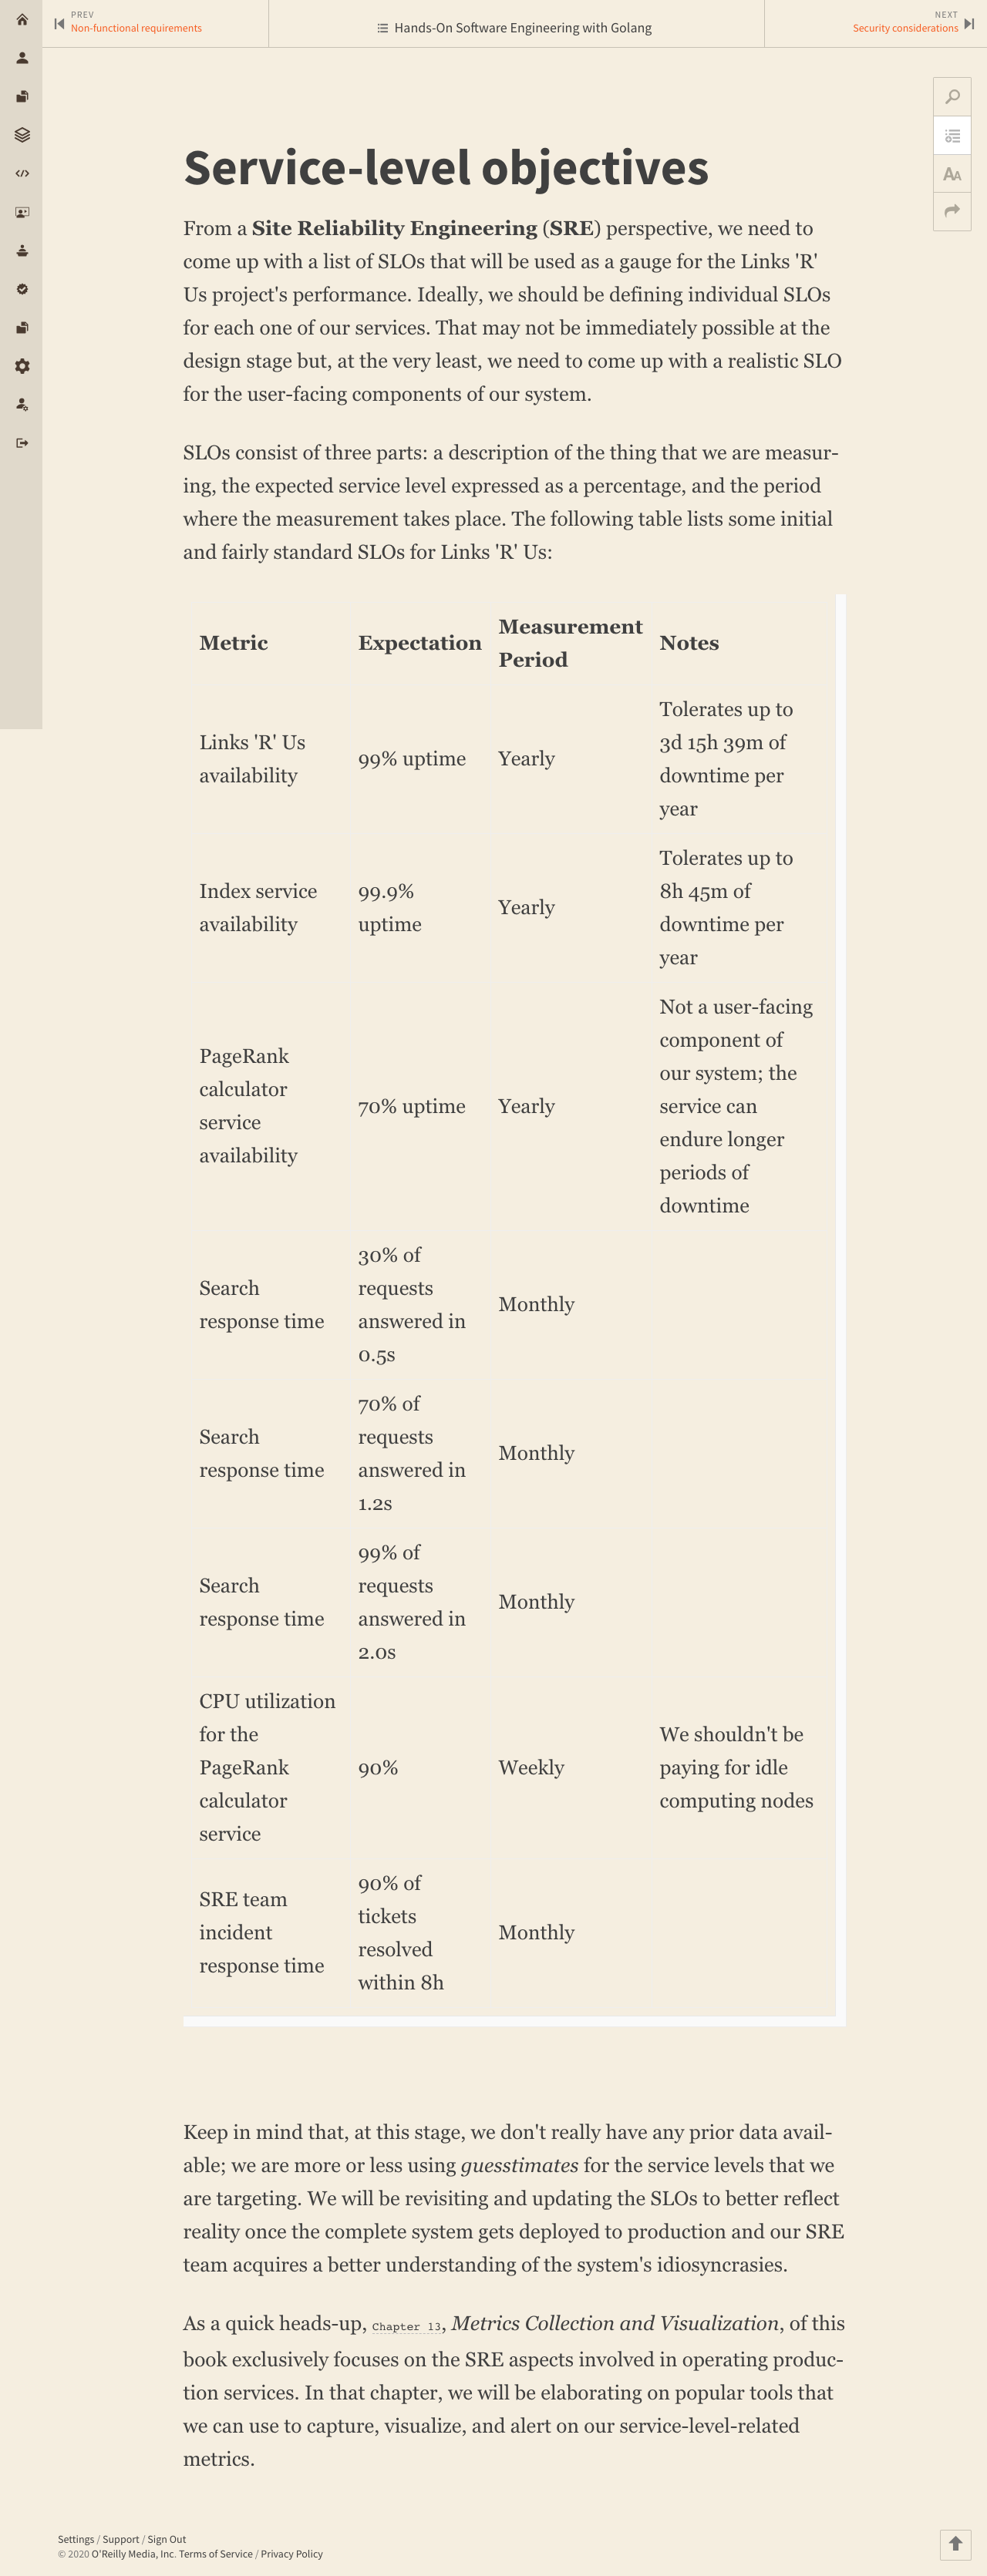 PREV
Non-functional requirements
Hands-On Software Engineering with Golang
NEXT
Security considerations
AA
Service-level objectives
From a Site Reliability Engineering (SRE) perspective, we need to
come up with a list of SLOs that will be used as a gauge for the Links 'R'
Us project's performance. Ideally, we should be defining individual SLOs
for each one of our services. That may not be immediately possible at the
design stage but, at the very least, we need to come up with a realistic SLO
for the user-facing components of our system.
SLOs consist of three parts: a description of the thing that we are measur-
ing, the expected service level expressed as a percentage, and the period
where the measurement takes place. The following table lists some initial
and fairly standard SLOs for Links 'R' Us:
Metric
Expectation
Measurement
Period
Notes
Links 'R' Us
availability
99% uptime
Yearly
Tolerates up to
3d 15h 39m of
downtime per
year
Index service
availability
99.9%
uptime
Yearly
Tolerates up to
8h 45m of
downtime per
year
PageRank
calculator
service
availability
70% uptime
Yearly
Not a user-facing
component of
our system; the
service can
endure longer
periods of
downtime
Search
response time
30% of
requests
answered in
0.5s
Monthly
Search
response time
70% of
requests
answered in
1.2s
Monthly
Search
response time
99% of
requests
answered in
2.0s
Monthly
CPU utilization
for the
PageRank
calculator
service
90%
Weekly
We shouldn't be
paying for idle
computing nodes
SRE team
incident
response time
90% of
tickets
resolved
within 8h
Monthly
Keep in mind that, at this stage, we don't really have any prior data avail-
able; we are more or less using guesstimates for the service levels that we
are targeting. We will be revisiting and updating the SLOs to better reflect
reality once the complete system gets deployed to production and our SRE
team acquires a better understanding of the system's idiosyncrasies.
As a quick heads-up, Chapter 13, Metrics Collection and Visualization, of this
book exclusively focuses on the SRE aspects involved in operating produc-
tion services. In that chapter, we will be elaborating on popular tools that
we can use to capture, visualize, and alert on our service-level-related
metrics.
Settings / Support / Sign Out
© 2020 O'Reilly Media, Inc. Terms of Service / Privacy Policy